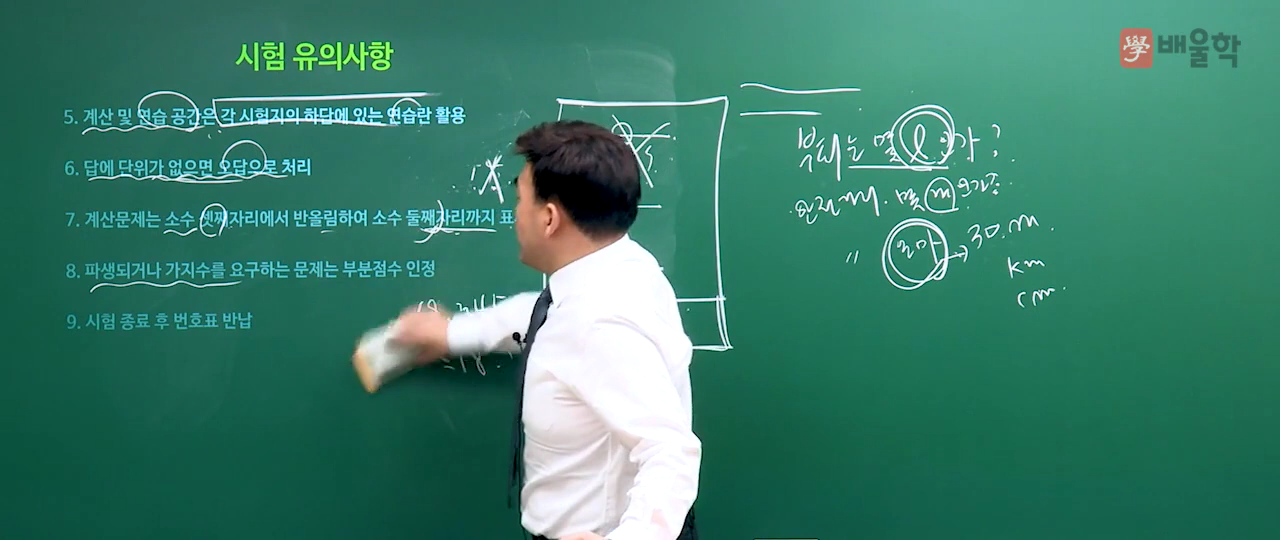 시험 유의사항
學 배울학
5. 계산 및 연습 공간은 각 시험지의 하답에 있는 연습란 활용
6. 답에 단위가 없으면 오답으로 처리
7. 계산문제는 소수 셋째자리에서 반올림하여 소수 둘째자리까지 표
8. 파생되거나 가지수를 요구하는 문제는 부분점수 인정
9. 시험 종료 후 번호표 반납
부피는 몇 ℓ 인가?
몇 m 인가?
〃 얼마 → 30.m.
km
cm.